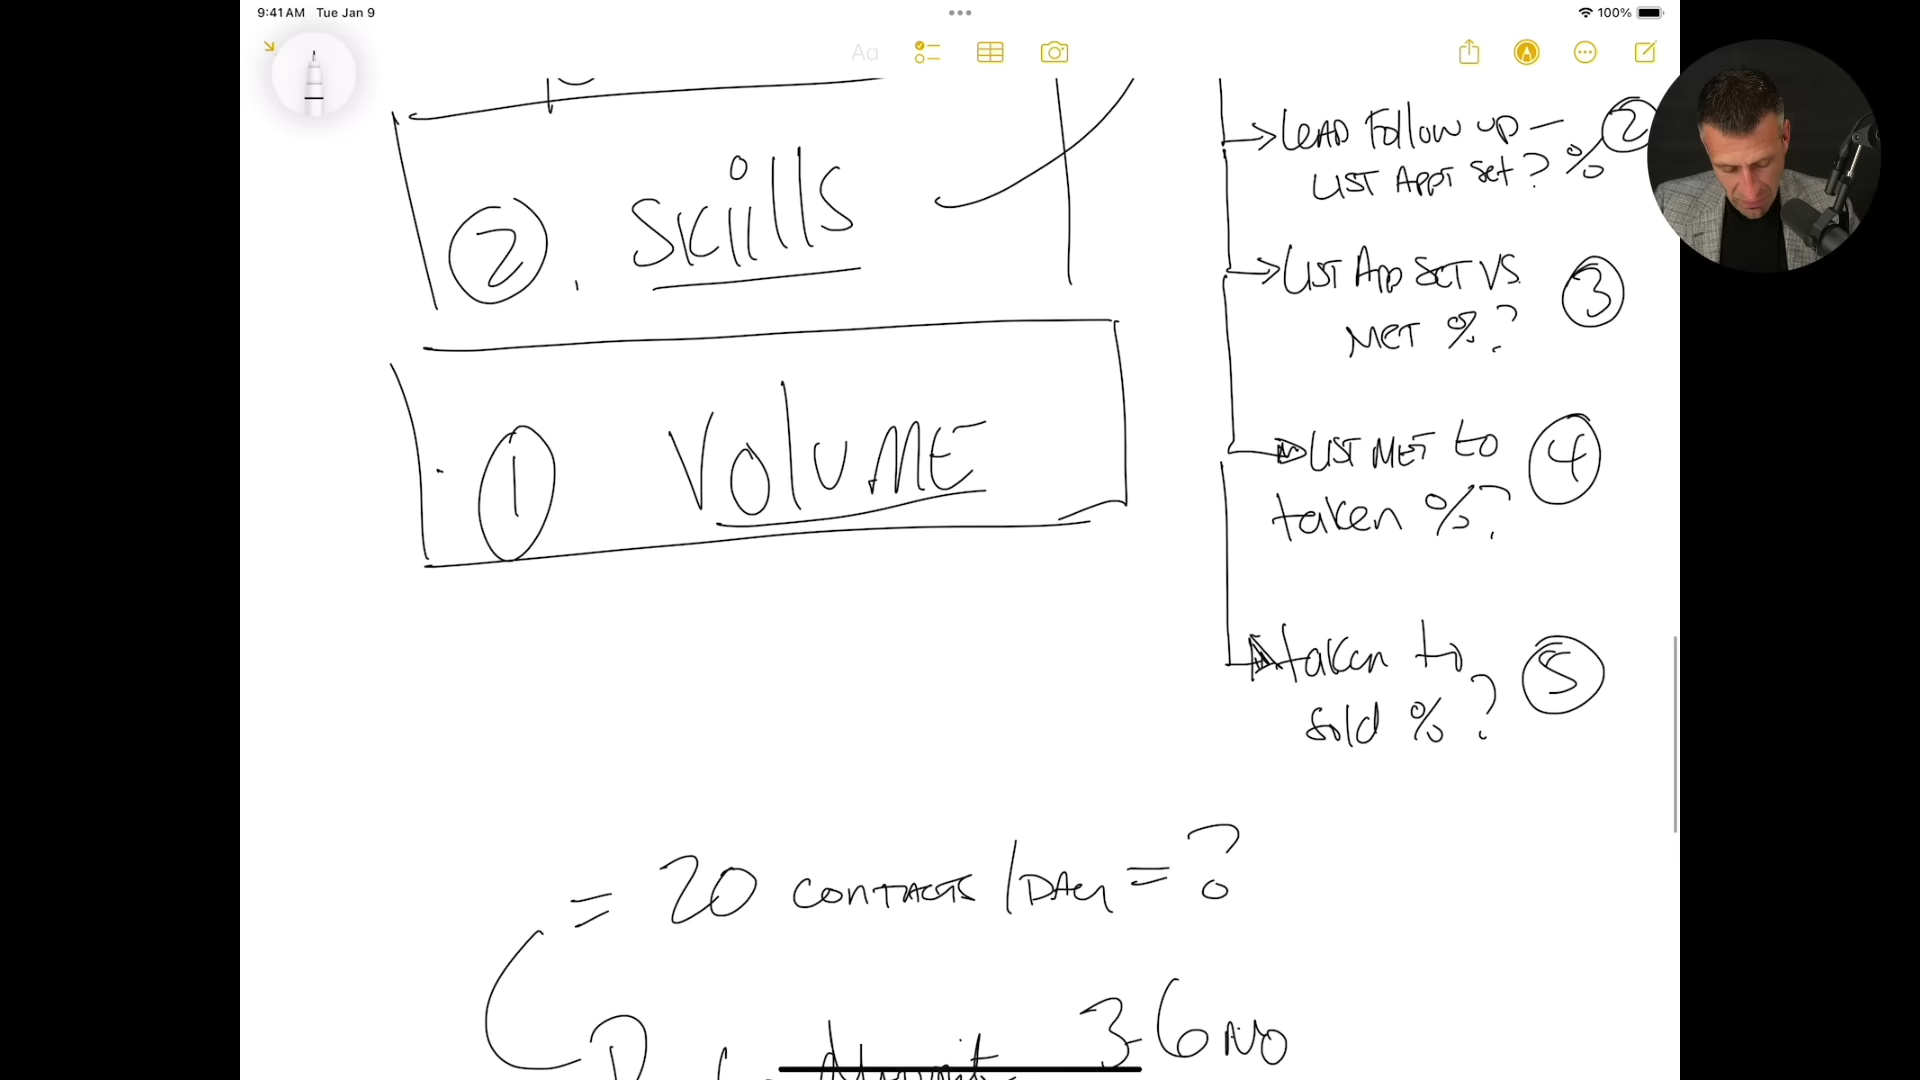 9:41 AM Tue Jan 9
100%
Aa
② . Skills
① VOLUME
LEAD Follow up — ②
LIST APPT Set? %
LIST App SET VS ③
MET %?
LIST MET to ④
taken %?
taken to ⑤
sold %?
= 20 CONTACTS / DAY = ?
3-6 MO